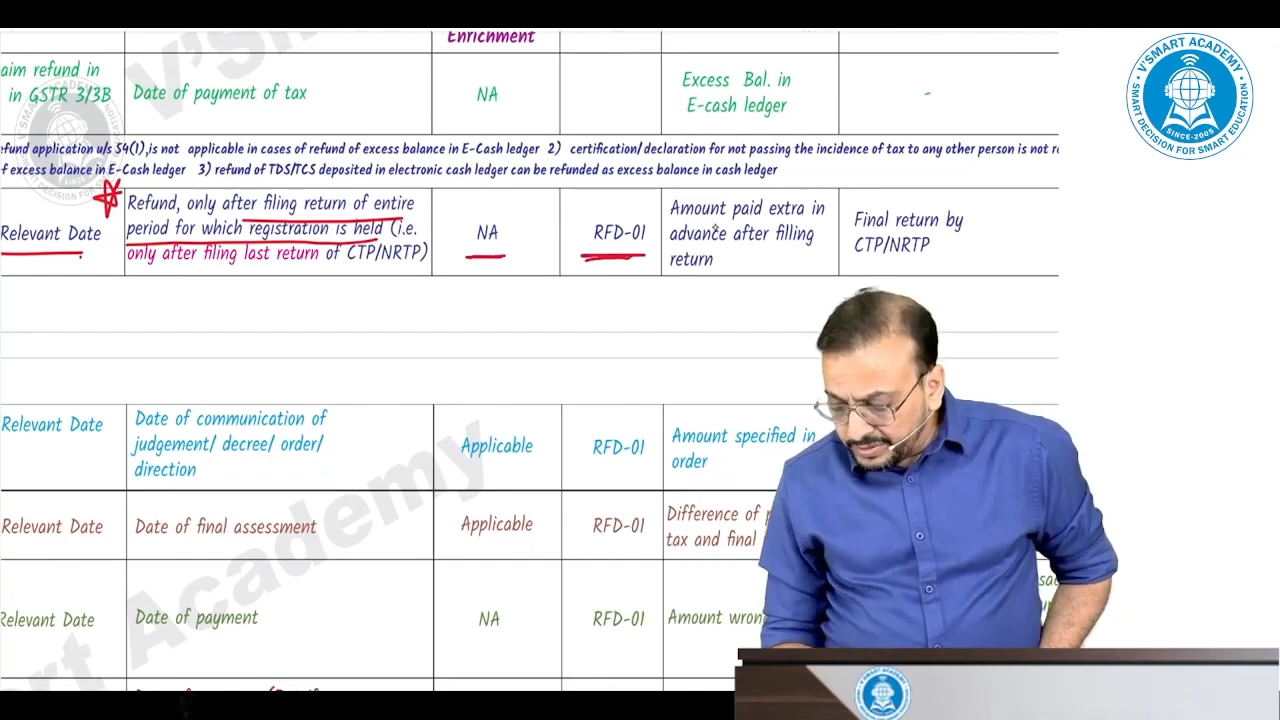 Enrichment
aim refund in
in GSTR 3/3B
Date of payment of tax
NA
Excess Bal. in
E-cash ledger
-
efund application u/s 54(1),is not applicable in cases of refund of excess balance in E-Cash ledger 2) certification/declaration for not passing the incidence of tax to any other person is not r
f excess balance in E-Cash ledger 3) refund of TDS/TCS deposited in electronic cash ledger can be refunded as excess balance in cash ledger
Relevant Date
Refund, only after filing return of entire
period for which registration is held (i.e.
only after filing last return of CTP/NRTP)
NA
RFD-01
Amount paid extra in
advance after filling
return
Final return by
CTP/NRTP
Relevant Date
Date of communication of
judgement/ decree/ order/
direction
Applicable
RFD-01
Amount specified in
order
Relevant Date
Date of final assessment
Applicable
RFD-01
Difference of
tax and final
Relevant Date
Date of payment
NA
RFD-01
Amount wron
V'SMART ACADEMY
SMART DECISION FOR SMART EDUCATION
SINCE-2005
V'Sm
rt Academy